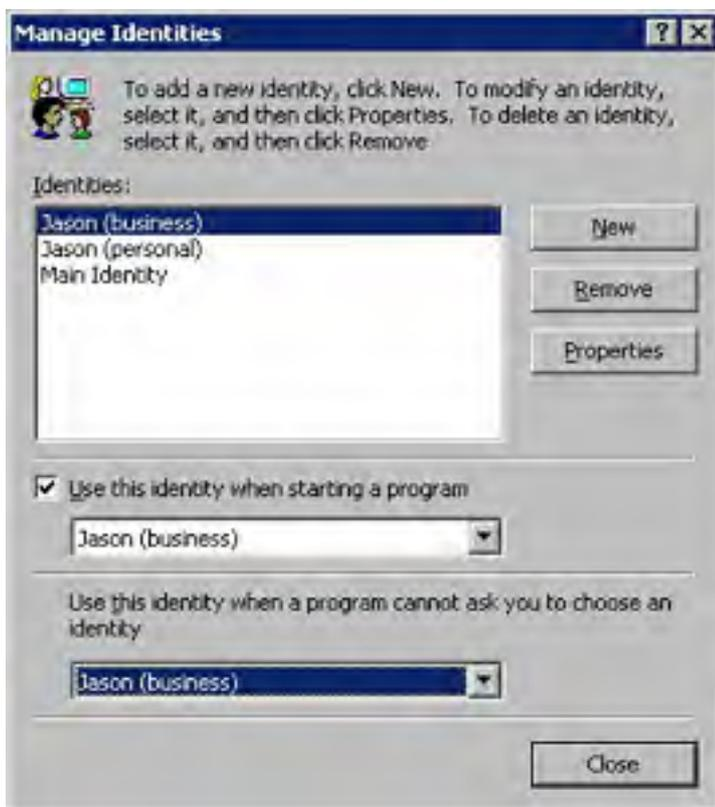 Manage Identities
To add a new identity, click New. To modify an identity,
select it, and then click Properties. To delete an identity,
select it, and then click Remove
Identities:
Jason (business)
Jason (personal)
Main Identity
New
Remove
Properties
Use this identity when starting a program
Jason (business)
Use this identity when a program cannot ask you to choose an
identity
Jason (business)
Close